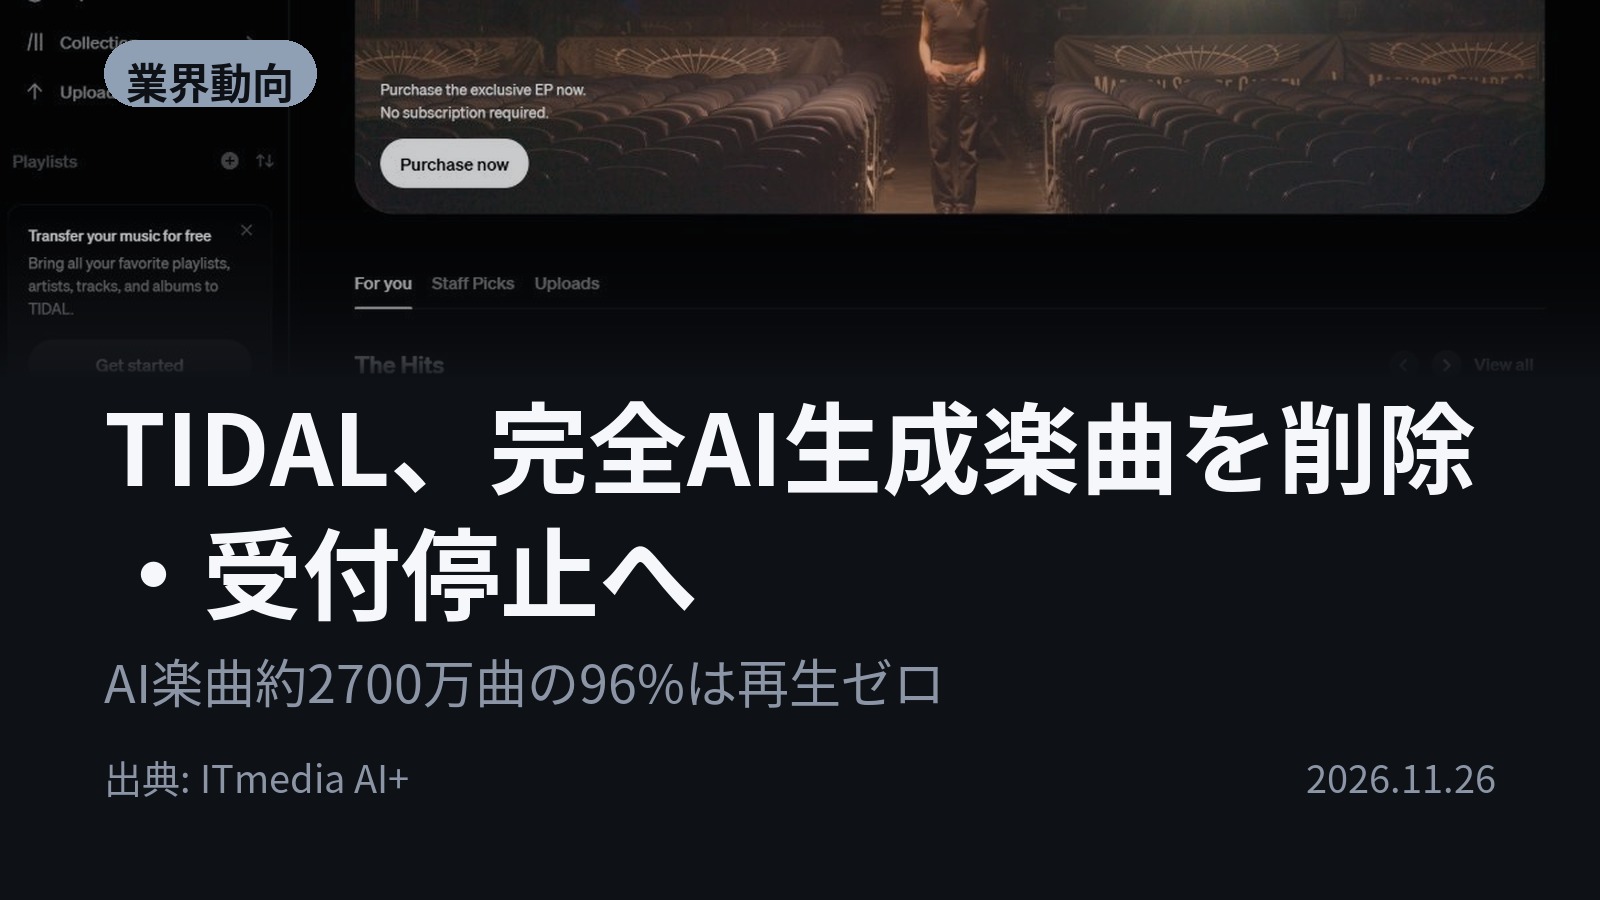 Collectio
業界動向
Uploa
Purchase the exclusive EP now.
No subscription required.
Purchase now
Playlists
Transfer your music for free
Bring all your favorite playlists,
artists, tracks, and albums to
TIDAL.
Get started
For you Staff Picks Uploads
The Hits
View all
TIDAL、完全AI生成楽曲を削除
・受付停止へ
AI楽曲約2700万曲の96%は再生ゼロ
出典: ITmedia AI+
2026.11.26